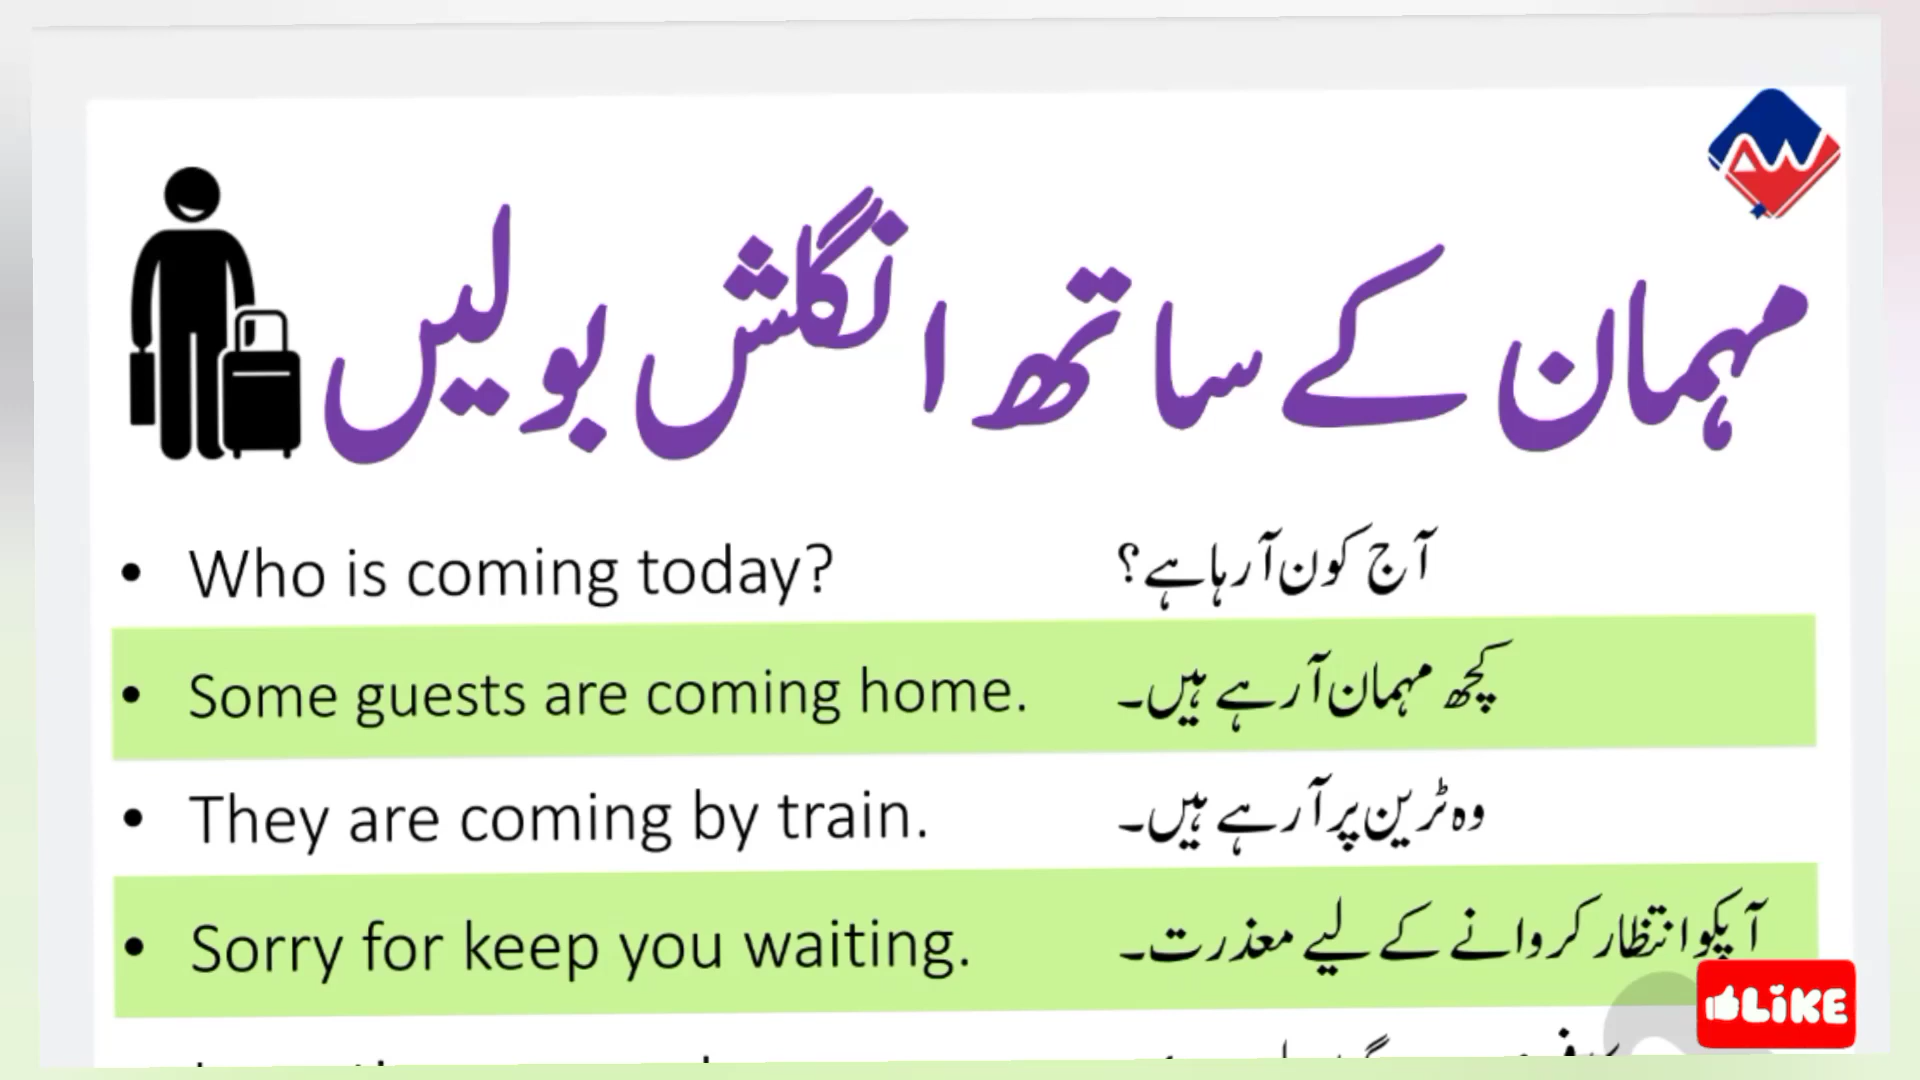 AW
مہمان کے ساتھ انگلش بولیں
• Who is coming today? آج کون آرہا ہے؟
• Some guests are coming home. کچھ مہمان آرہے ہیں۔
• They are coming by train. وہ ٹرین پر آرہے ہیں۔
• Sorry for keep you waiting. آپکو انتظار کروانے کے لیے معذرت۔
LIKE